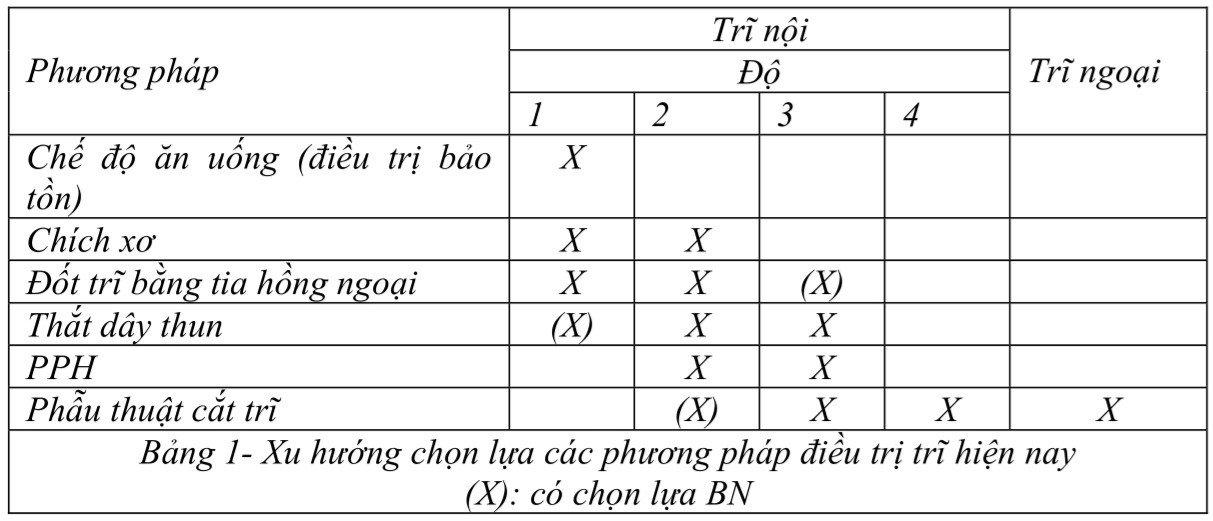 Phương pháp Trĩ nội Trĩ ngoại
Độ
1 2 3 4
Chế độ ăn uống (điều trị bảo
tồn) X
Chích xơ X X
Đốt trĩ bằng tia hồng ngoại X X (X)
Thắt dây thun (X) X X
PPH X X
Phẫu thuật cắt trĩ (X) X X X
Bảng 1- Xu hướng chọn lựa các phương pháp điều trị trĩ hiện nay
(X): có chọn lựa BN